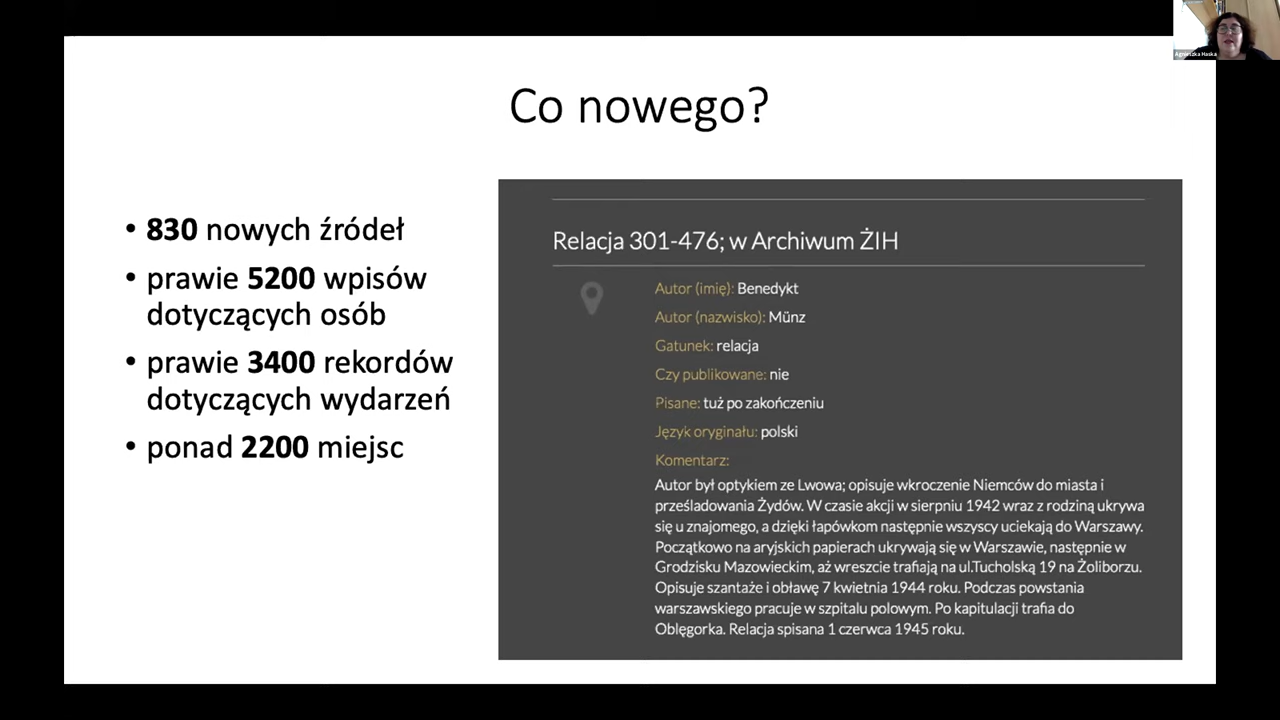 Agnieszka Haska
Co nowego?
• 830 nowych źródeł
• prawie 5200 wpisów
dotyczących osób
• prawie 3400 rekordów
dotyczących wydarzeń
• ponad 2200 miejsc
Relacja 301-476; w Archiwum ŻIH
Autor (imię): Benedykt
Autor (nazwisko): Münz
Gatunek: relacja
Czy publikowane: nie
Pisane: tuż po zakończeniu
Język oryginału: polski
Komentarz:
Autor był optykiem ze Lwowa; opisuje wkroczenie Niemców do miasta i
prześladowania Żydów. W czasie akcji w sierpniu 1942 wraz z rodziną ukrywa
się u znajomego, a dzięki łapówkom następnie wszyscy uciekają do Warszawy.
Początkowo na aryjskich papierach ukrywają się w Warszawie, następnie w
Grodzisku Mazowieckim, aż wreszcie trafiają na ul.Tucholską 19 na Żoliborzu.
Opisuje szantaże i obławę 7 kwietnia 1944 roku. Podczas powstania
warszawskiego pracuje w szpitalu polowym. Po kapitulacji trafia do
Oblęgorka. Relacja spisana 1 czerwca 1945 roku.